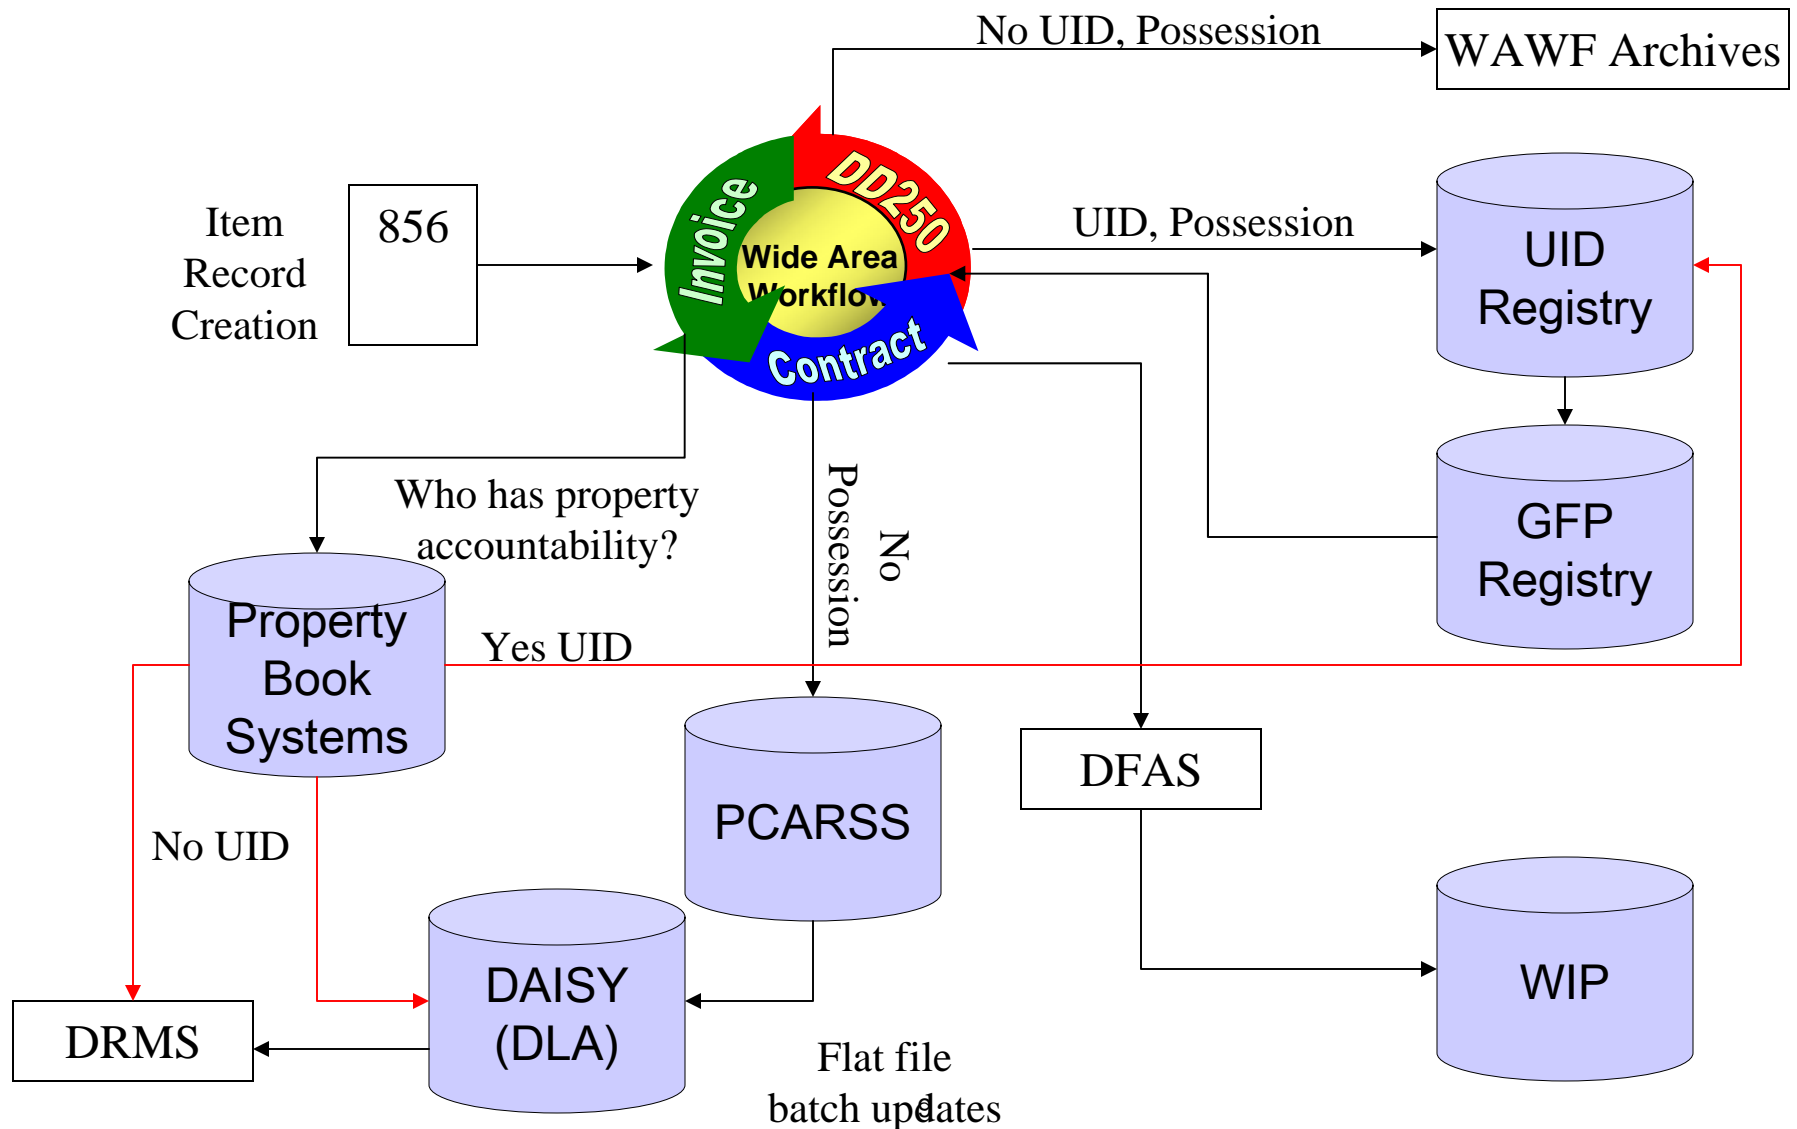 No UID, Possession
WAWF Archives
Item
Record
Creation
856
Invoice
DD250
Contract
Wide Area
Workflow
UID, Possession
UID
Registry
GFP
Registry
Who has property
accountability?
No
Possession
Property
Book
Systems
Yes UID
No UID
PCARSS
DFAS
DAISY
(DLA)
DRMS
WIP
Flat file
batch updates
9